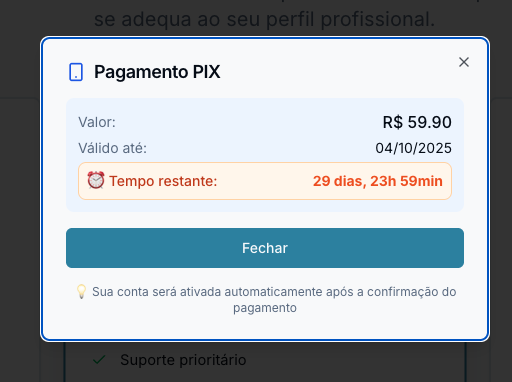 se adequa ao seu perfil profissional.
Pagamento PIX
Valor: R$ 59.90
Válido até: 04/10/2025
Tempo restante: 29 dias, 23h 59min
Fechar
Sua conta será ativada automaticamente após a confirmação do
pagamento
Suporte prioritário